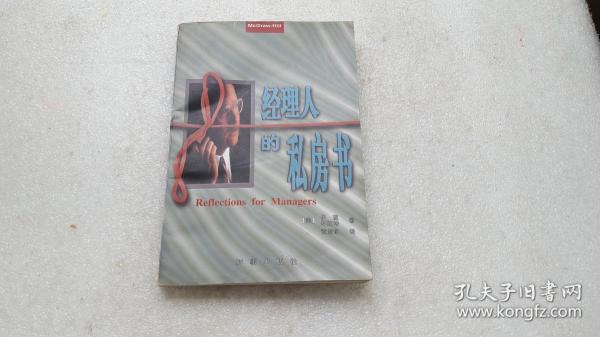 McGraw-Hill
经理人
的 私房书
Reflections for Managers
著
孔夫子旧书网
www.kongfz.com